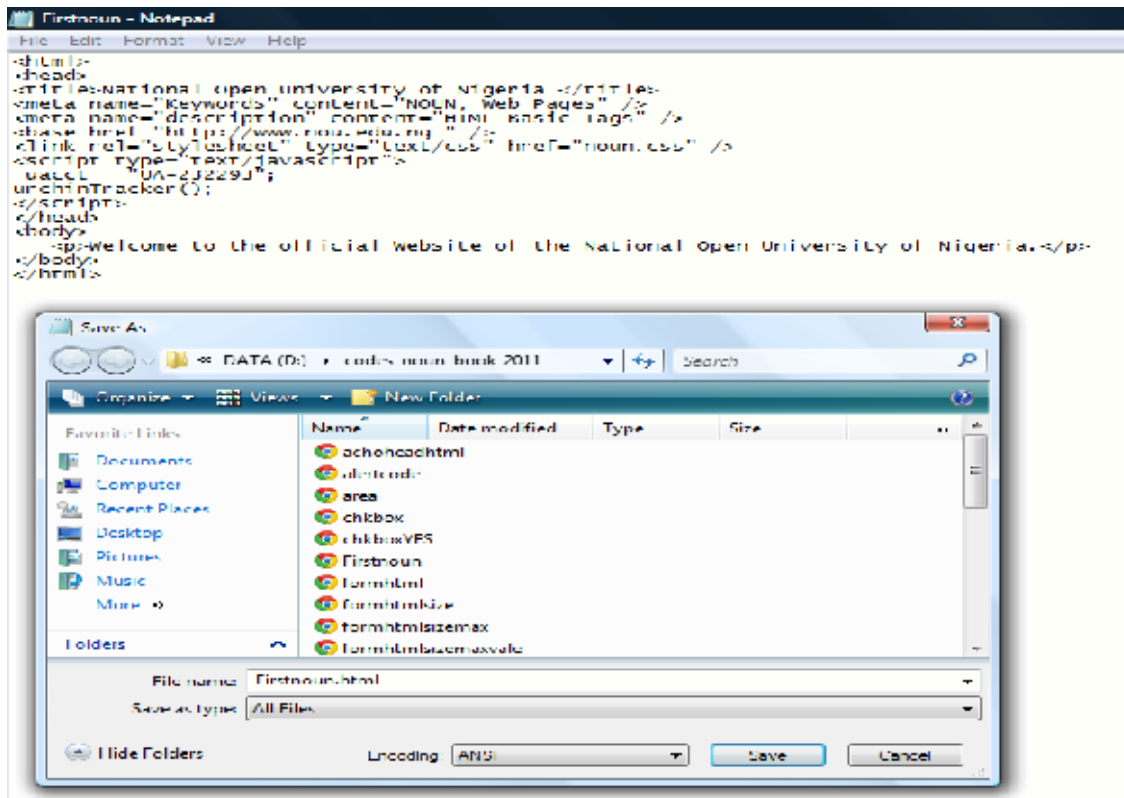 Firstnoun - Notepad
File Edit Format View Help
<html>
<head>
<title>National Open University of Nigeria </title>
<meta name="Keywords" content="NOUN, Web Pages" />
<meta name="description" content="HTML Basic Tags" />
<base href="http://www.nou.edu.ng " />
<link rel="stylesheet" type="text/css" href="noun.css" />
<script type="text/javascript">
"UA-232293";
urchinTracker();
</script>
</head>
<body>
<p>Welcome to the official Website of the National Open University of Nigeria.</p>
</body>
</html>
Save As
« DATA (D:) codes noun book 2011 Search
Organize Views New Folder
Favorite Links
Name Date modified Type Size
Documents
Computer
Recent Places
Desktop
Pictures
Music
More »
Folders
achoheadhtml
alertcode
area
chkbox
chkboxYES
Firstnoun
formhtml
formhtmlsize
formhtmlsizemax
formhtmlsizemaxvale
File name: Firstnoun.html
Save as type: All Files
Hide Folders Encoding: ANSI Save Cancel